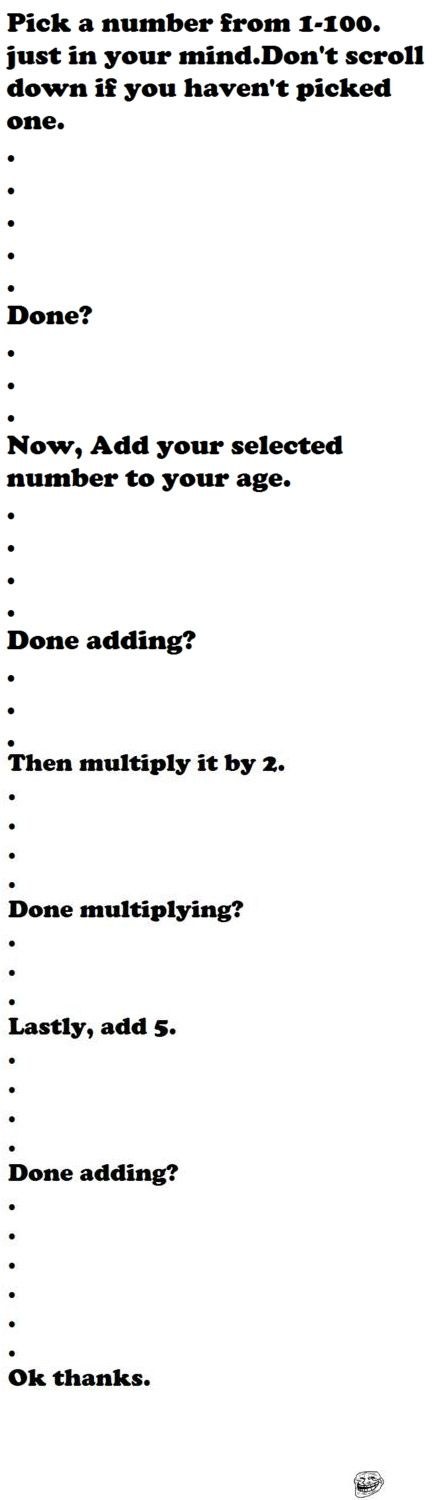 Pick a number from 1-100.
just in your mind.Don't scroll
down if you haven't picked
one.
.
.
.
.
.
Done?
.
.
.
Now, Add your selected
number to your age.
.
.
.
.
Done adding?
.
.
.
Then multiply it by 2.
.
.
.
.
Done multiplying?
.
.
.
Lastly, add 5.
.
.
.
.
Done adding?
.
.
.
.
.
.
Ok thanks.